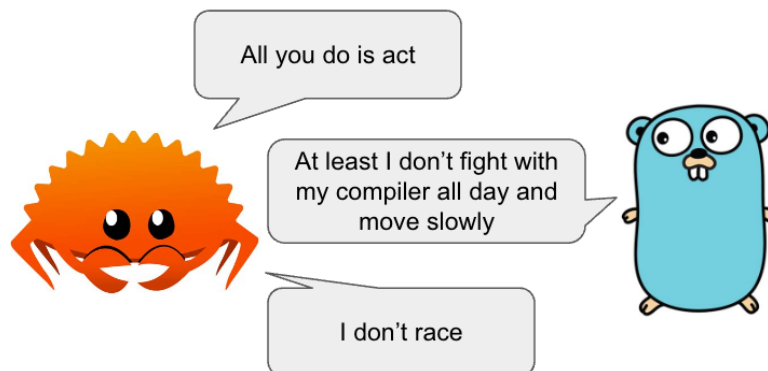 All you do is act
At least I don’t fight with
my compiler all day and
move slowly
I don’t race